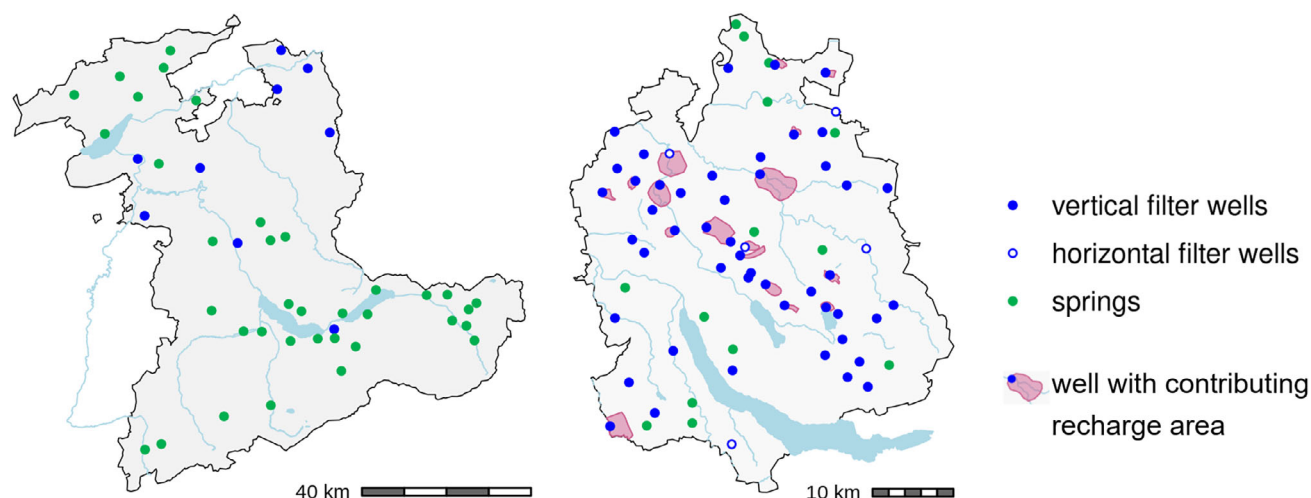 vertical filter wells
horizontal filter wells
springs
well with contributing
recharge area
40 km
10 km